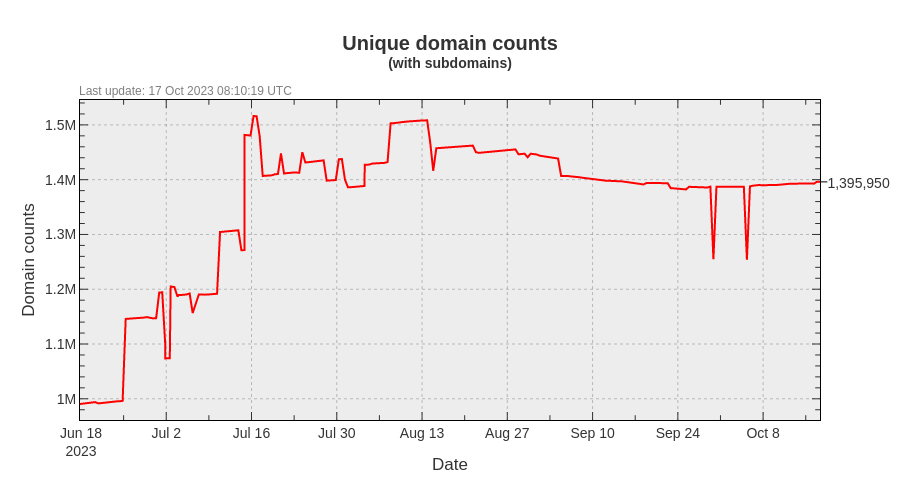 Unique domain counts
(with subdomains)
Last update: 17 Oct 2023 08:10:19 UTC
1.5M
1.4M
1.3M
1.2M
1.1M
1M
Domain counts
1,395,950
Jun 18 Jul 2 Jul 16 Jul 30 Aug 13 Aug 27 Sep 10 Sep 24 Oct 8
2023
Date